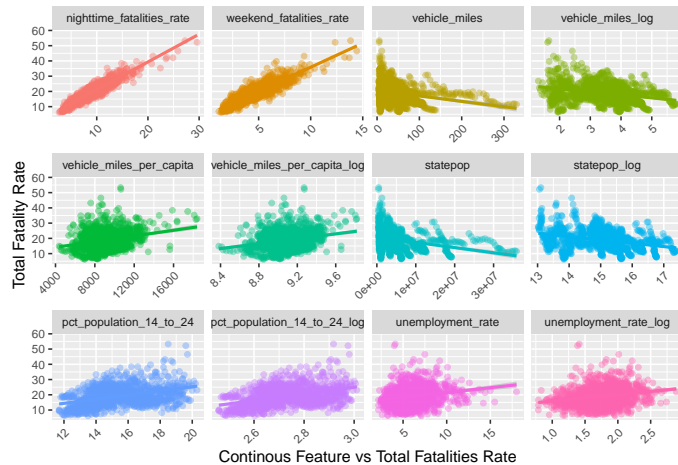 nighttime_fatalities_rate weekend_fatalities_rate vehicle_miles vehicle_miles_log
60
50
40
30
20
10
10 20 30 5 10 15 0 100 200 300 2 3 4 5
vehicle_miles_per_capita vehicle_miles_per_capita_log statepop statepop_log
60
50
40
30
20
10
4000 8000 12000 16000 8.4 8.8 9.2 9.6 0e+00 1e+07 2e+07 3e+07 13 14 15 16 17
pct_population_14_to_24 pct_population_14_to_24_log unemployment_rate unemployment_rate_log
60
50
40
30
20
10
12 14 16 18 20 2.6 2.8 3.0 5 10 15 1.0 1.5 2.0 2.5
Total Fatality Rate
Continous Feature vs Total Fatalities Rate